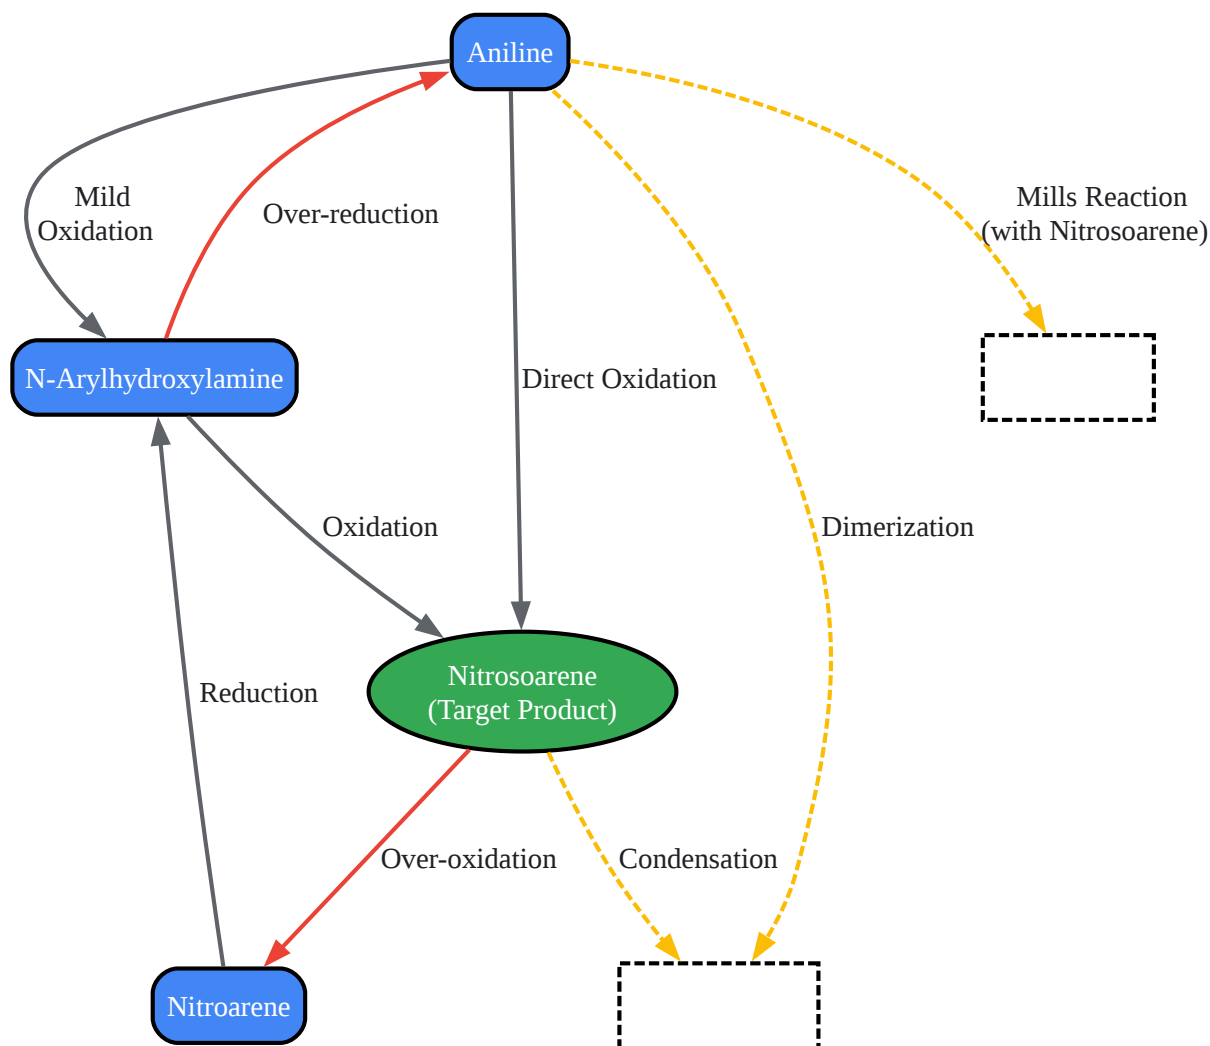 Aniline
Mild
Oxidation
Over-reduction
Mills Reaction
(with Nitrosoarene)
N-Arylhydroxylamine
Direct Oxidation
Oxidation
Dimerization
Nitrosoarene
(Target Product)
Reduction
Over-oxidation
Condensation
Nitroarene